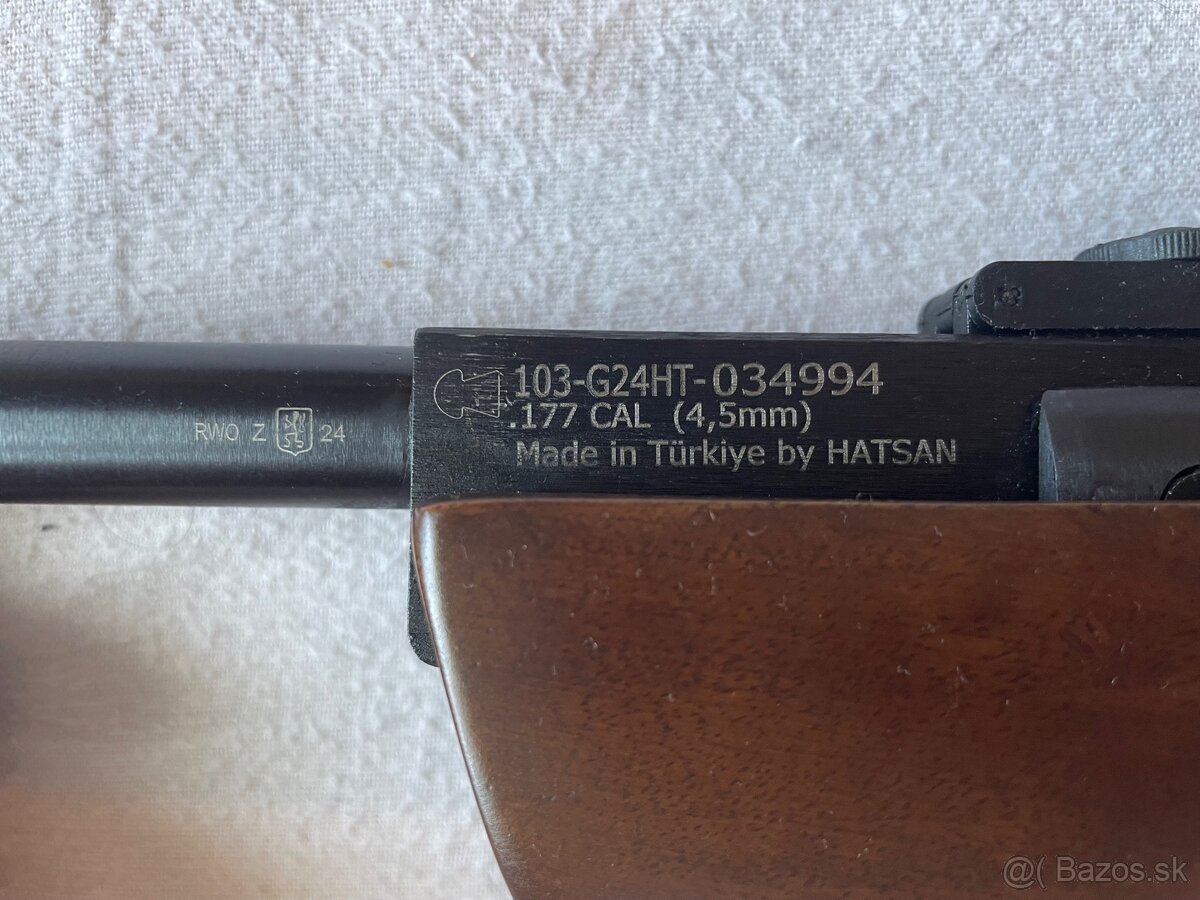 RWO Z 24
103-G24HT-034994
.177 CAL (4,5mm)
Made in Türkiye by HATSAN
@( Bazos.sk